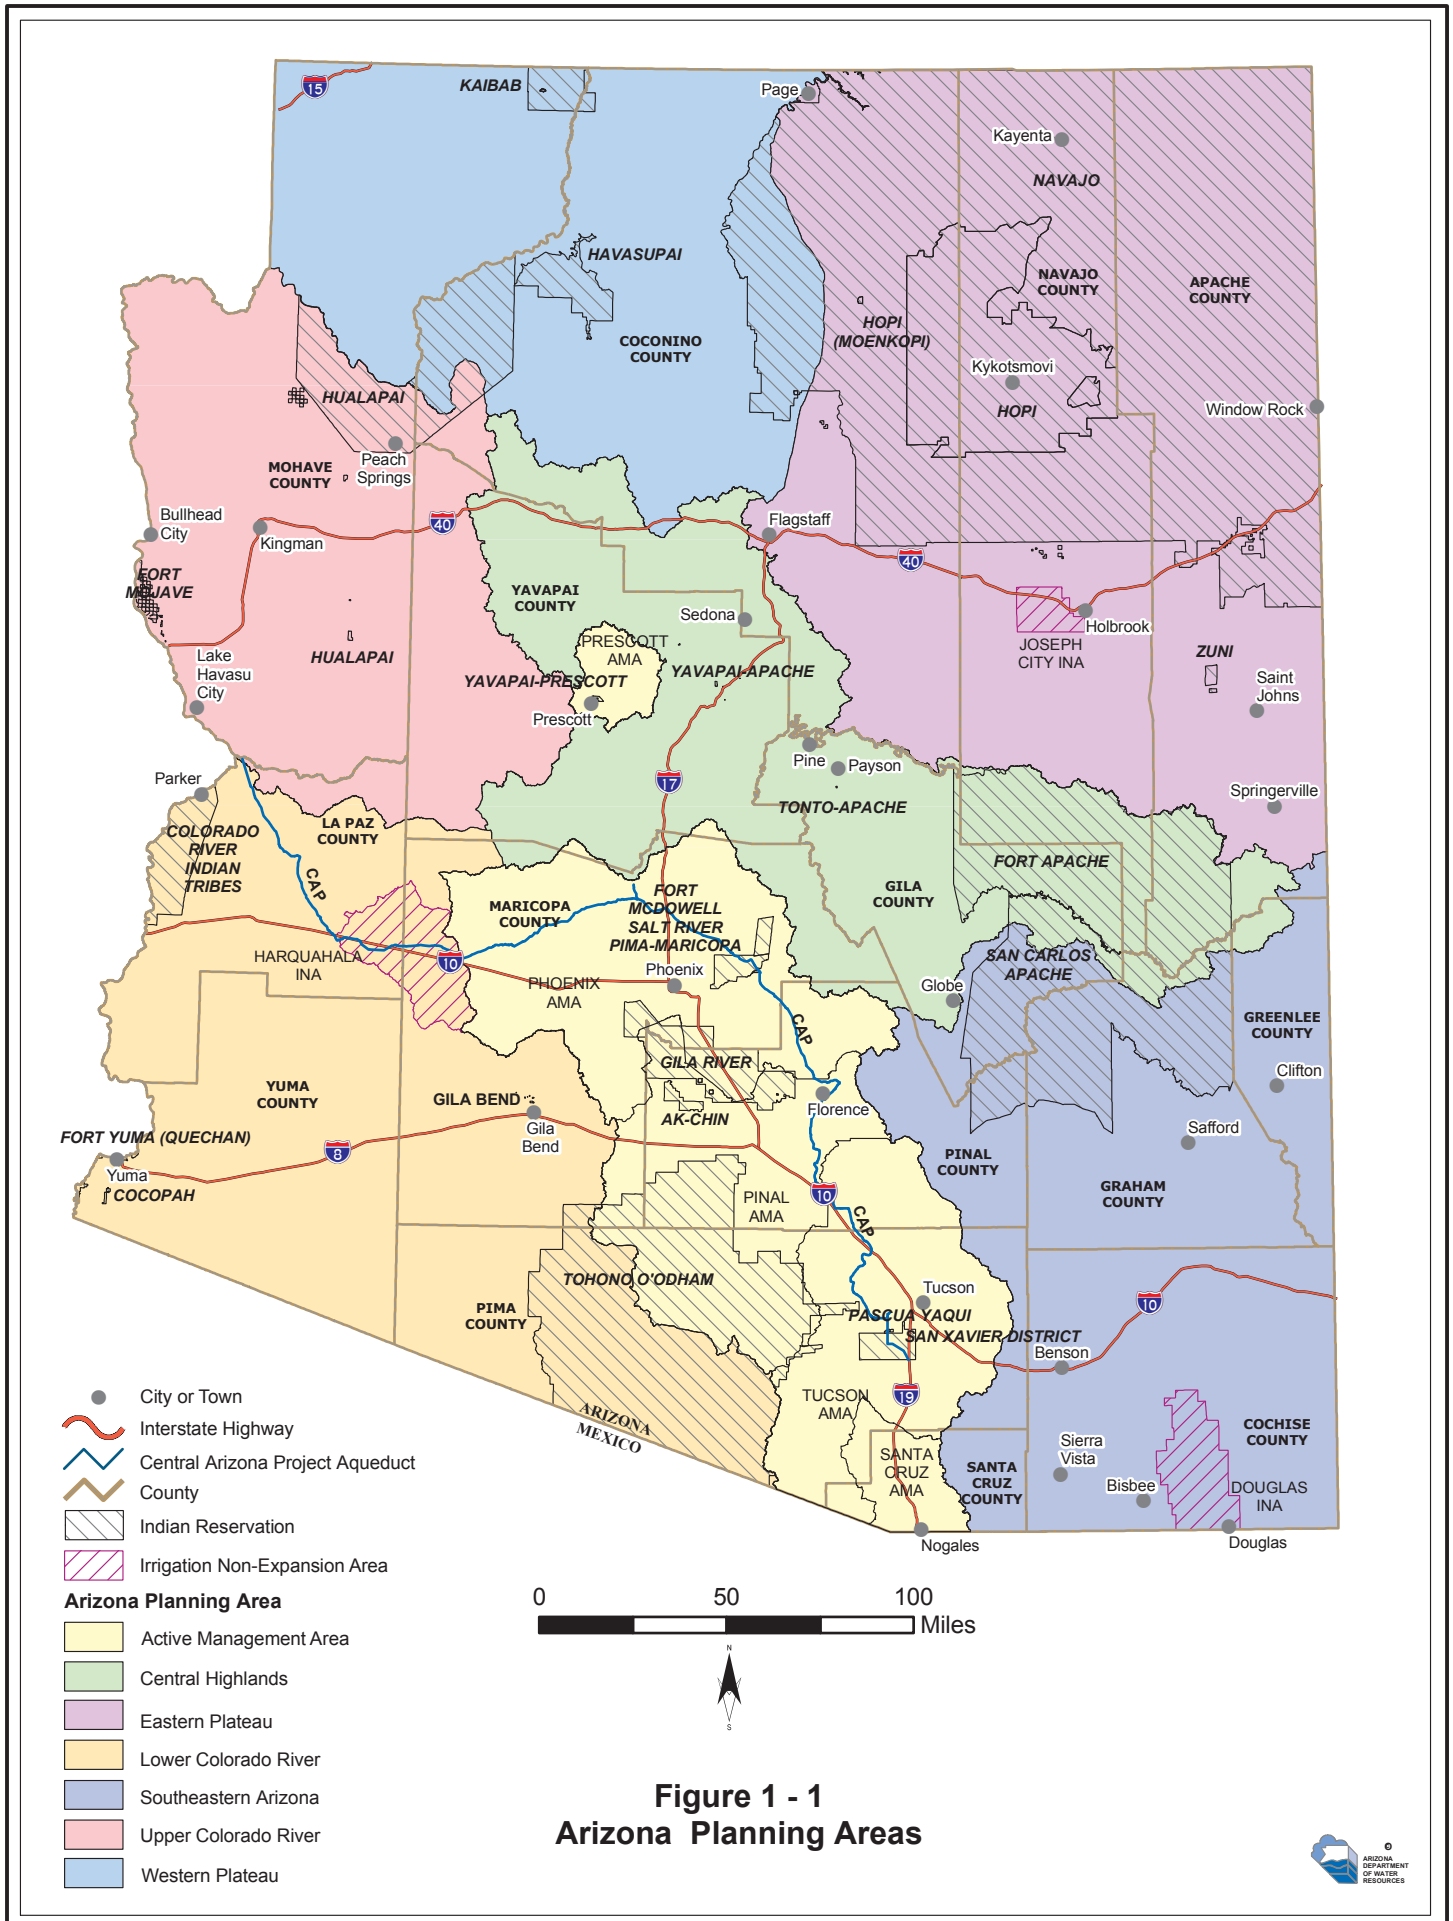 15
KAIBAB
Page
Kayenta
NAVAJO
HAVASUPAI
NAVAJO
COUNTY
APACHE
COUNTY
HOPI
(MOENKOPI)
COCONINO
COUNTY
Kykotsmovi
HOPI
HUALAPAI
Window Rock
Peach
Springs
MOHAVE
COUNTY
Bullhead
City
Kingman
40
Flagstaff
40
FORT
MOJAVE
YAVAPAI
COUNTY
Sedona
Holbrook
JOSEPH
CITY INA
PRESCOTT
AMA
HUALAPAI
Lake
Havasu
City
YAVAPAI-PRESCOTT
YAVAPAI-APACHE
ZUNI
Saint
Johns
Prescott
Pine
Payson
Parker
17
TONTO-APACHE
Springerville
COLORADO
RIVER
INDIAN
TRIBES
LA PAZ
COUNTY
CAP
FORT APACHE
GILA
COUNTY
MARICOPA
COUNTY
FORT
MCDOWELL
SALT RIVER
PIMA-MARICOPA
HARQUAHALA
INA
10
SAN CARLOS
APACHE
PHOENIX
AMA
Phoenix
Globe
CAP
GREENLEE
COUNTY
GILA RIVER
YUMA
COUNTY
GILA BEND
Gila
Bend
Florence
Clifton
AK-CHIN
FORT YUMA (QUECHAN)
8
Safford
Yuma
COCOPAH
PINAL
COUNTY
GRAHAM
COUNTY
PINAL
AMA
10
CAP
TOHONO O'ODHAM
Tucson
PIMA
COUNTY
PASCUA YAQUI
SAN XAVIER DISTRICT
10
Benson
19
TUCSON
AMA
ARIZONA
MEXICO
COCHISE
COUNTY
SANTA
CRUZ
AMA
SANTA
CRUZ
COUNTY
Sierra
Vista
Bisbee
DOUGLAS
INA
Nogales
Douglas
City or Town
Interstate Highway
Central Arizona Project Aqueduct
County
Indian Reservation
Irrigation Non-Expansion Area
Arizona Planning Area
Active Management Area
Central Highlands
Eastern Plateau
Lower Colorado River
Southeastern Arizona
Upper Colorado River
Western Plateau
0 50 100
Miles
N
S
Figure 1 - 1
Arizona Planning Areas
ARIZONA
DEPARTMENT
OF WATER
RESOURCES